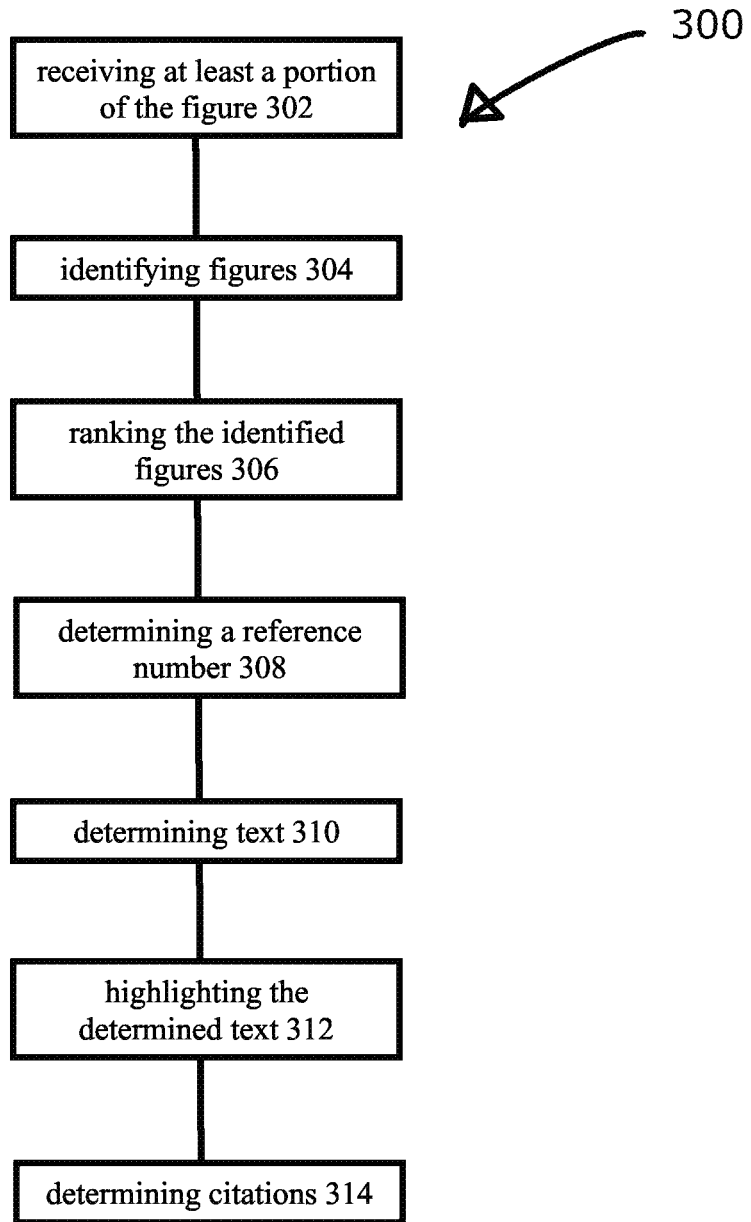 300
receiving at least a portion
of the figure 302
identifying figures 304
ranking the identified
figures 306
determining a reference
number 308
determining text 310
highlighting the
determined text 312
determining citations 314